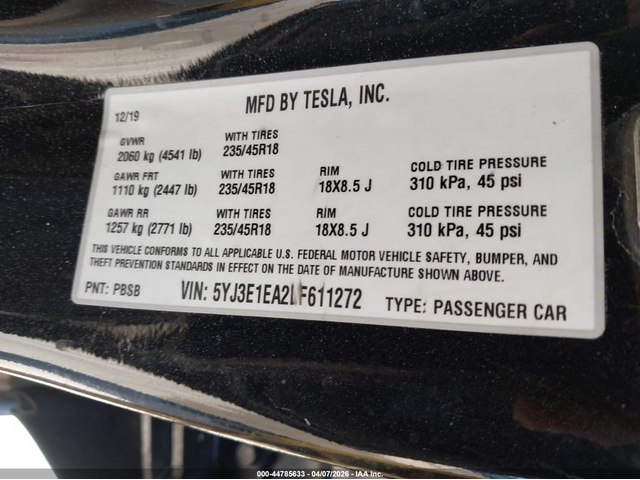 MFD BY TESLA, INC.
12/19
GVWR WITH TIRES
2060 kg (4541 lb) 235/45R18
GAWR FRT WITH TIRES RIM COLD TIRE PRESSURE
1110 kg (2447 lb) 235/45R18 18X8.5 J 310 kPa, 45 psi
GAWR RR WITH TIRES RIM COLD TIRE PRESSURE
1257 kg (2771 lb) 235/45R18 18X8.5 J 310 kPa, 45 psi
THIS VEHICLE CONFORMS TO ALL APPLICABLE U.S. FEDERAL MOTOR VEHICLE SAFETY, BUMPER, AND
THEFT PREVENTION STANDARDS IN EFFECT ON THE DATE OF MANUFACTURE SHOWN ABOVE.
PNT: PBSB VIN: 5YJ3E1EA2LF611272 TYPE: PASSENGER CAR
000-44785633 - 04/07/2026 - IAA, Inc.